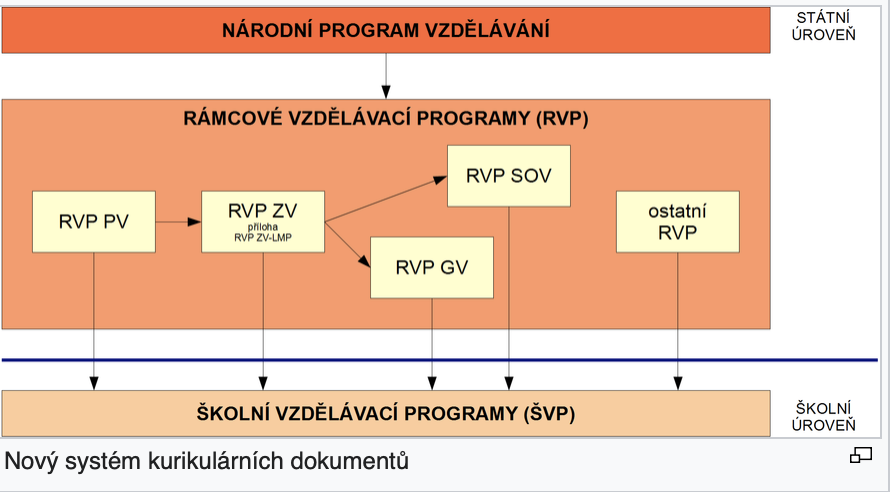 NÁRODNÍ PROGRAM VZDĚLÁVÁNÍ
STÁTNÍ
ÚROVEŇ
RÁMCOVÉ VZDĚLÁVACÍ PROGRAMY (RVP)
RVP PV
RVP ZV
příloha
RVP ZV-LMP
RVP SOV
RVP GV
ostatní
RVP
ŠKOLNÍ VZDĚLÁVACÍ PROGRAMY (ŠVP)
ŠKOLNÍ
ÚROVEŇ
Nový systém kurikulárních dokumentů